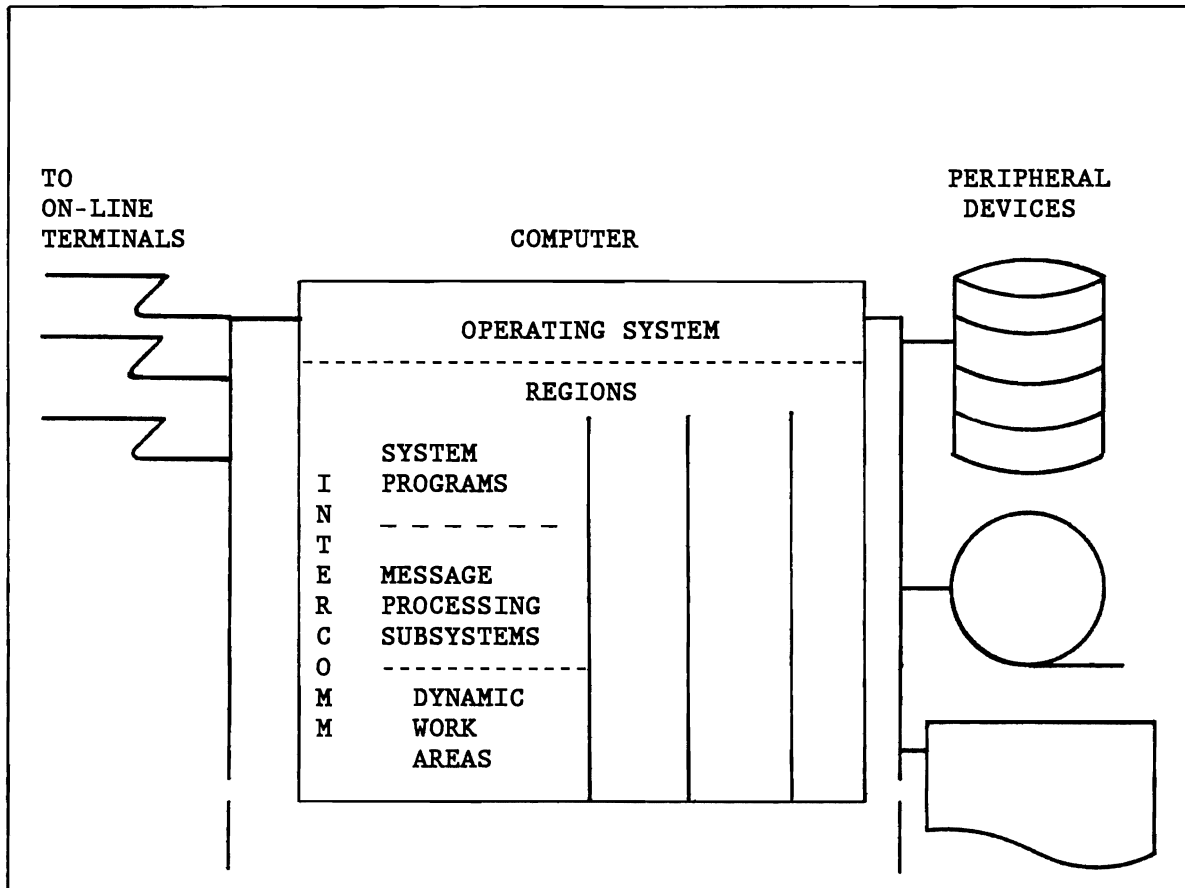 TO
ON-LINE
TERMINALS
COMPUTER
PERIPHERAL
DEVICES
OPERATING SYSTEM
REGIONS
INTERCOMM
SYSTEM
PROGRAMS
MESSAGE
PROCESSING
SUBSYSTEMS
DYNAMIC
WORK
AREAS